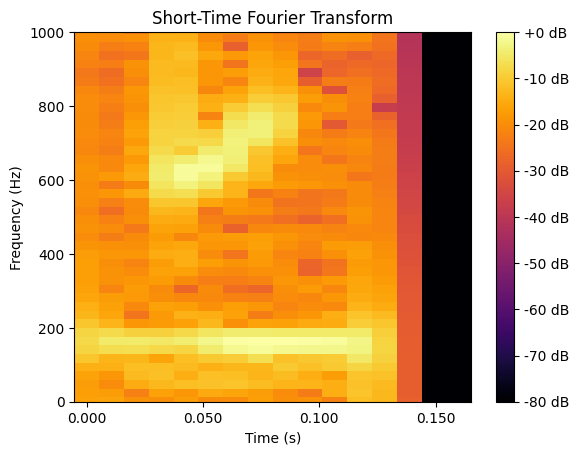 Short-Time Fourier Transform
1000
800
600
400
200
0
Frequency (Hz)
0.000
0.050
0.100
0.150
Time (s)
+0 dB
-10 dB
-20 dB
-30 dB
-40 dB
-50 dB
-60 dB
-70 dB
-80 dB